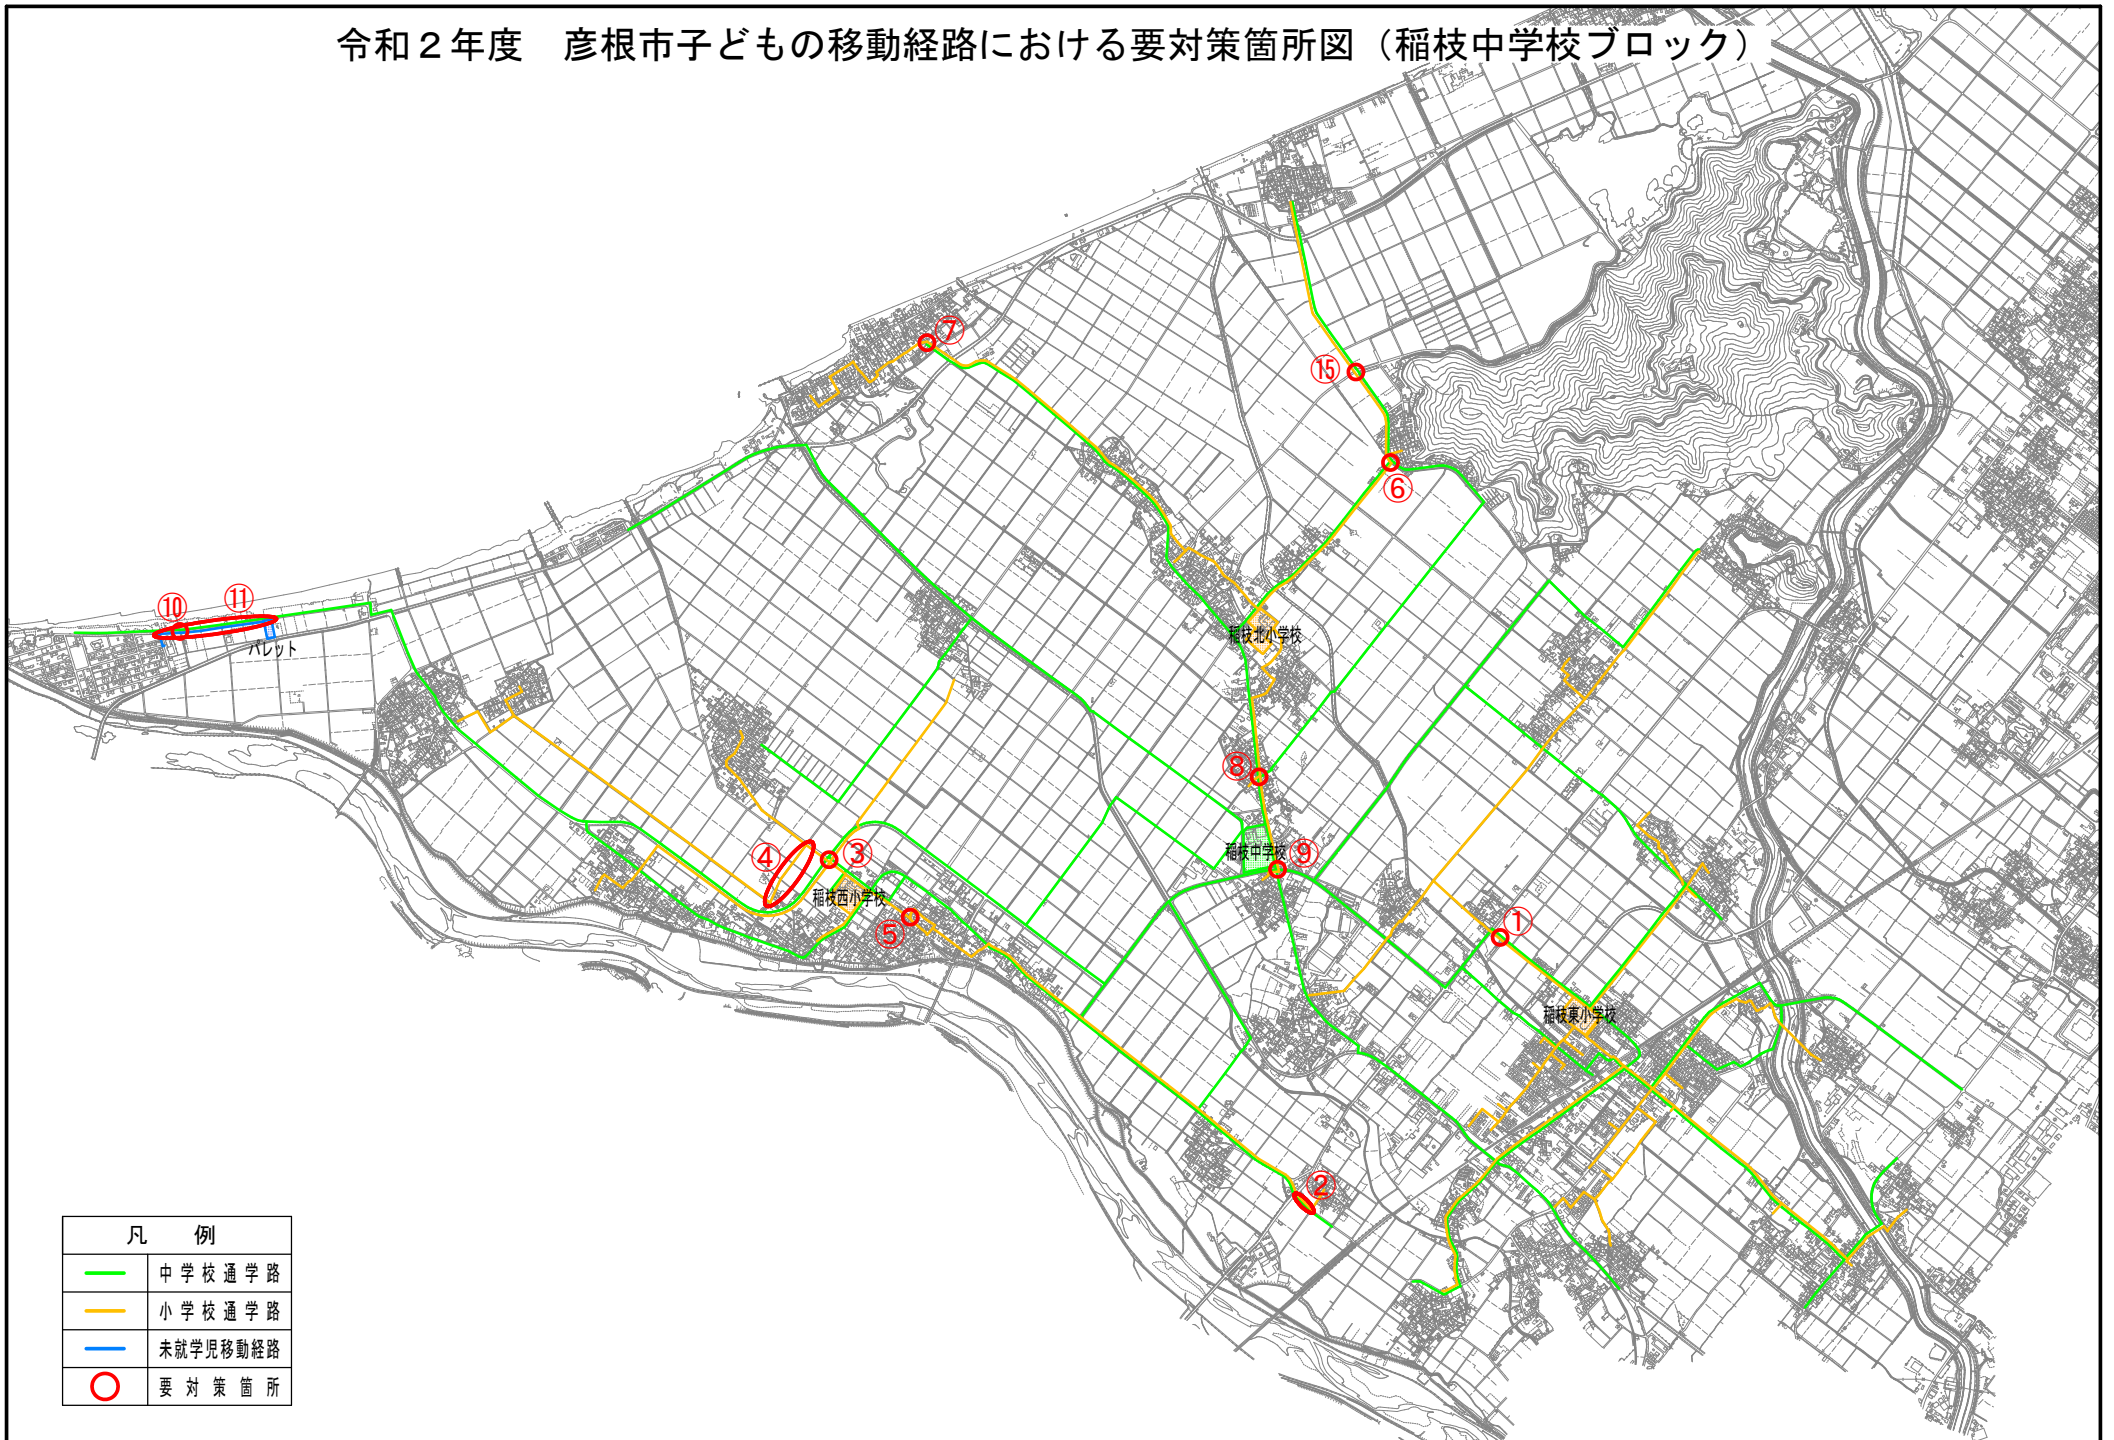 令和２年度　彦根市子どもの移動経路における要対策箇所図（稲枝中学校ブロック）
⑦
⑮
⑥
⑩
⑪
パレット
稲枝北小学校
⑧
④
③
稲枝中学校
⑨
稲枝西小学校
⑤
①
稲枝東小学校
②
凡　例
中学校通学路
小学校通学路
未就学児移動経路
要対策箇所